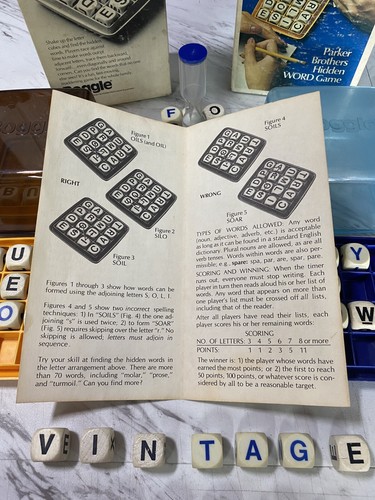 Shake up the letter
cubes and find the hidden
words. Players race against
oggle
Parker
Brothers
Hidden
WORD Game
F O
Figure 1
OILS (and OIL)
RIGHT
Figure 2
SILO
Figure 3
SOIL
Figures 1 through 3 show how words can be
formed using the adjoining letters S, O, I, L.
Figures 4 and 5 show two incorrect spelling
techniques: 1) In "SOILS" (Fig. 4) the one ad-
joining "s" is used twice; 2) to form "SOAR"
(Fig. 5) requires skipping over the letter "I." No
skipping is allowed; letters must adjoin in
sequence.
Try your skill at finding the hidden words in
the letter arrangement above. There are more
than 70 words, including "molar," "prose,"
and "turmoil." Can you find more!
Figure 4
SOILS
WRONG
Figure 5
SOAR
TYPES OF WORDS ALLOWED: Any word
(noun, adjective, adverb, etc.) is acceptable
as long as it can be found in a standard English
dictionary. Plural nouns are allowed, as are all
verb tenses. Words within words are also per-
missible; e.g., spare: spa, par, are, spar, pare.
SCORING AND WINNING: When the timer
runs out, everyone must stop writing. Each
player in turn then reads aloud his or her list of
words. Any word that appears on more than
one player's list must be crossed off all lists,
including that of the reader.
After all players have read their lists, each
player scores his or her remaining words:
SCORING
NO. OF LETTERS: 3 4 5 6 7 8 or more
POINTS: 1 1 2 3 5 11
The winner is: 1) the player whose words have
earned the most points, or 2) the first to reach
50 points, 100 points, or whatever score is con-
sidered by all to be a reasonable target.
U
E
O
Y
W
V I N T A G E